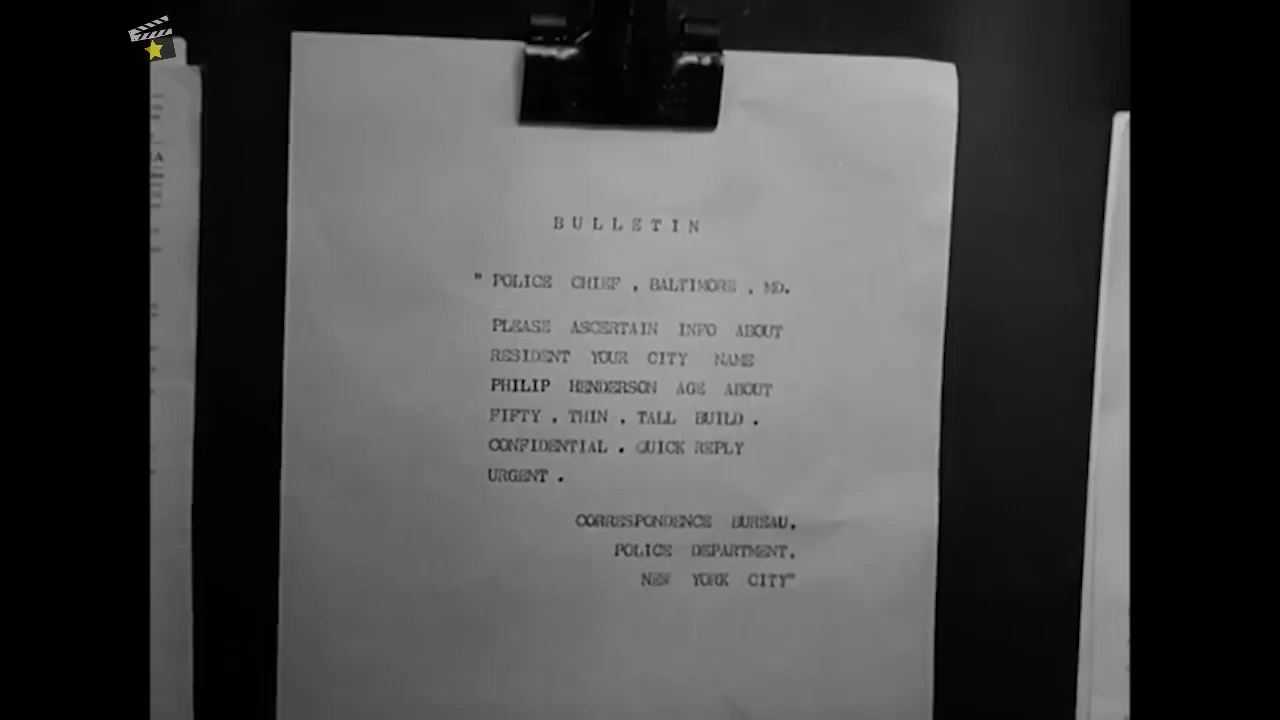 BULLETIN
" POLICE CHIEF , BALTIMORE , MD.
PLEASE ASCERTAIN INFO ABOUT
RESIDENT YOUR CITY NAME
PHILIP HENDERSON AGE ABOUT
FIFTY , THIN , TALL BUILD .
CONFIDENTIAL . QUICK REPLY
URGENT .
CORRESPONDENCE BUREAU,
POLICE DEPARTMENT,
NEW YORK CITY"